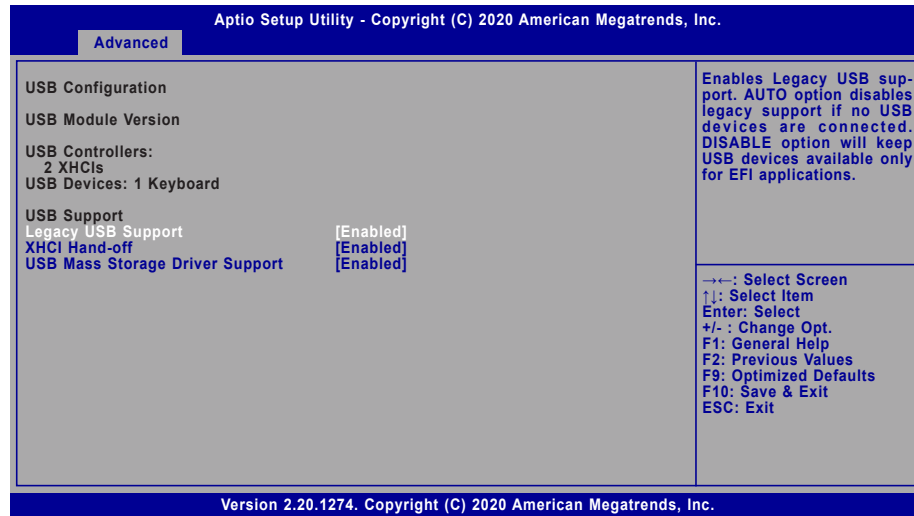 Aptio Setup Utility - Copyright (C) 2020 American Megatrends, Inc.
Advanced
USB Configuration
USB Module Version
USB Controllers:
2 XHCIs
USB Devices: 1 Keyboard
USB Support
Legacy USB Support [Enabled]
XHCI Hand-off [Enabled]
USB Mass Storage Driver Support [Enabled]
Enables Legacy USB sup-
port. AUTO option disables
legacy support if no USB
devices are connected.
DISABLE option will keep
USB devices available only
for EFI applications.
→←: Select Screen
↑↓: Select Item
Enter: Select
+/- : Change Opt.
F1: General Help
F2: Previous Values
F9: Optimized Defaults
F10: Save & Exit
ESC: Exit
Version 2.20.1274. Copyright (C) 2020 American Megatrends, Inc.